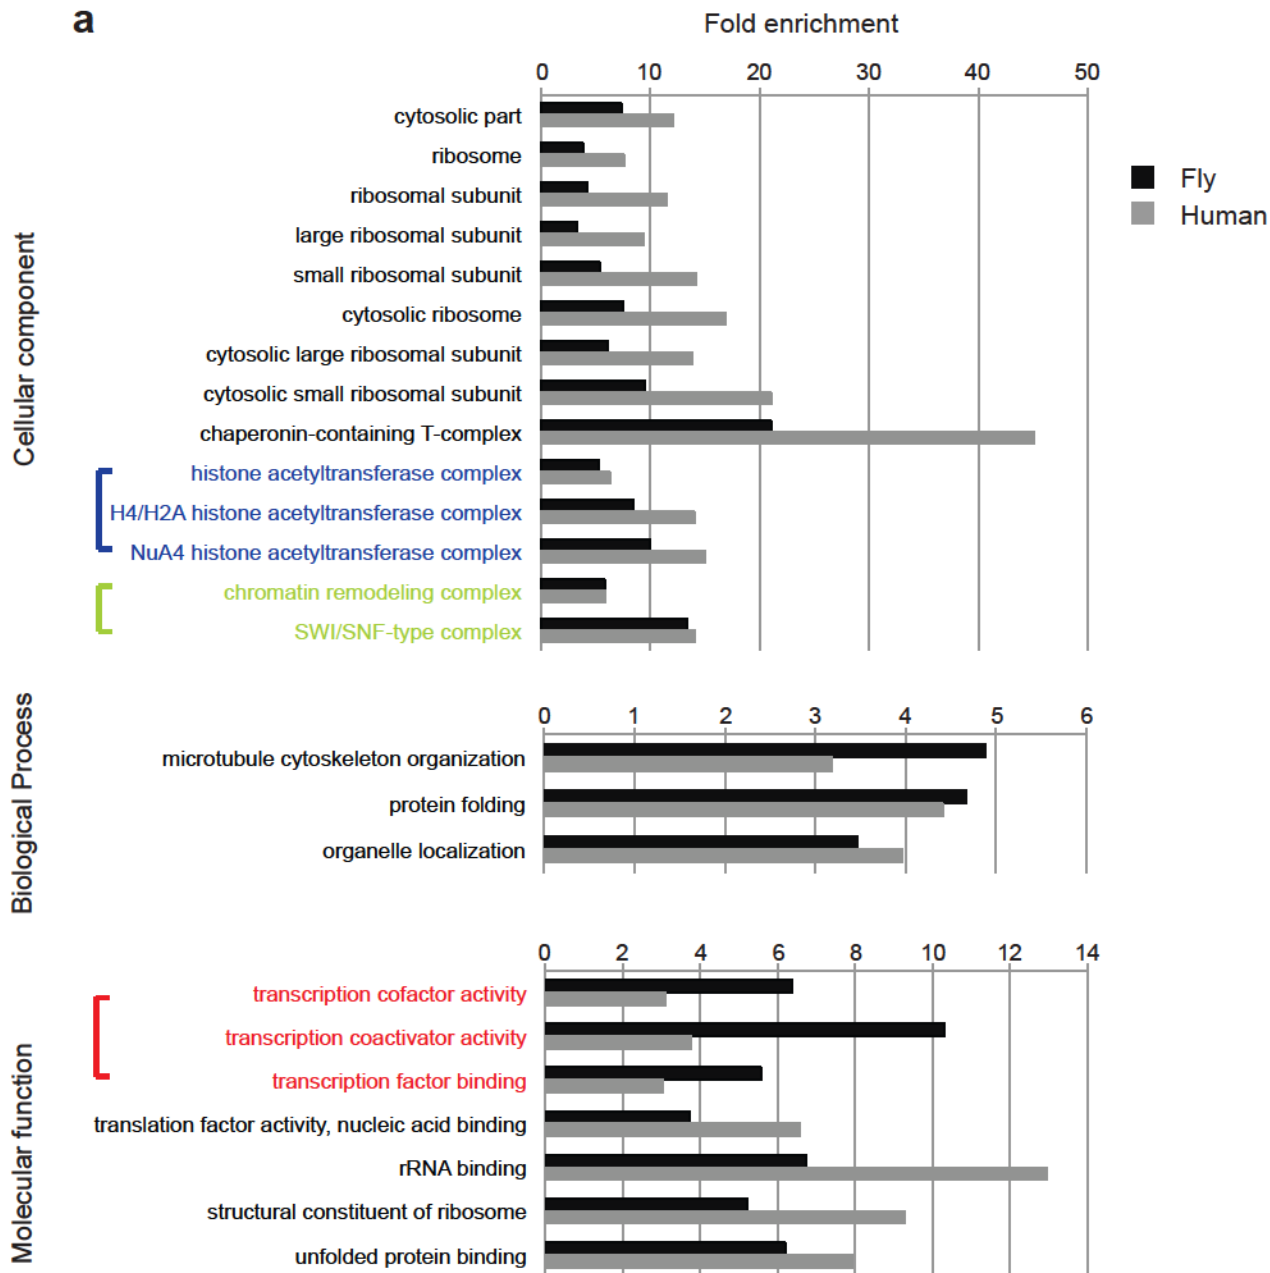 a
Fold enrichment
0 10 20 30 40 50
Cellular component
cytosolic part
ribosome
ribosomal subunit
large ribosomal subunit
small ribosomal subunit
cytosolic ribosome
cytosolic large ribosomal subunit
cytosolic small ribosomal subunit
chaperonin-containing T-complex
histone acetyltransferase complex
H4/H2A histone acetyltransferase complex
NuA4 histone acetyltransferase complex
chromatin remodeling complex
SWI/SNF-type complex
Fly
Human
0 1 2 3 4 5 6
Biological Process
microtubule cytoskeleton organization
protein folding
organelle localization
0 2 4 6 8 10 12 14
Molecular function
transcription cofactor activity
transcription coactivator activity
transcription factor binding
translation factor activity, nucleic acid binding
rRNA binding
structural constituent of ribosome
unfolded protein binding